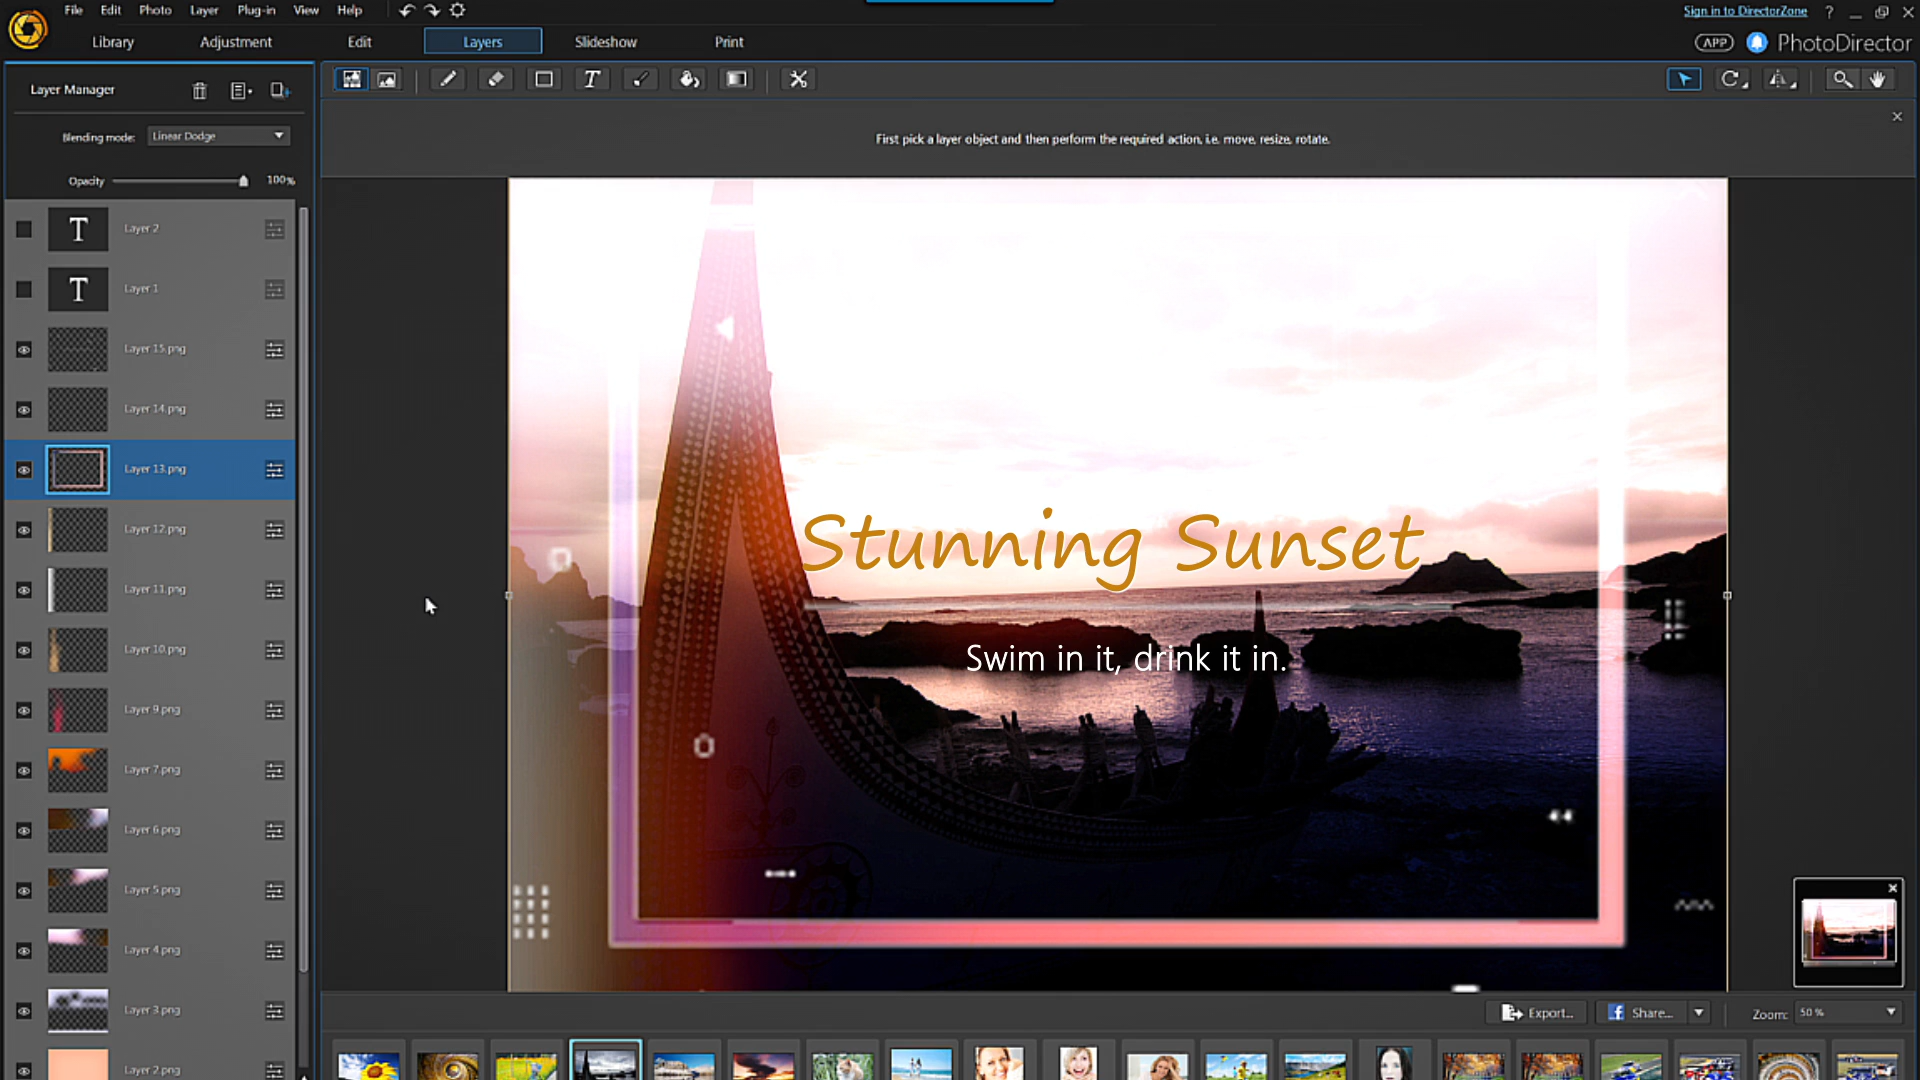 File Edit Photo Layer Plug-in View Help
Sign in to DirectorZone ?
Library Adjustment Edit Layers Slideshow Print
APP PhotoDirector
Layer Manager
T
Blending mode: Linear Dodge
First pick a layer object and then perform the required action, i.e. move, resize, rotate.
Opacity 100%
T Layer 2
T Layer 1
Layer 15.png
Layer 14.png
Layer 13.png
Layer 12.png
Layer 11.png
Layer 10.png
Layer 9.png
Layer 7.png
Layer 6.png
Layer 5.png
Layer 4.png
Layer 3.png
Layer 2.png
Stunning Sunset
Swim in it, drink it in.
Export... Share... Zoom: 50 %